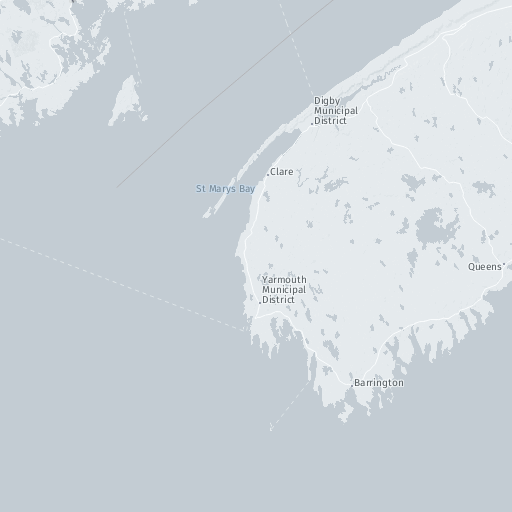 Digby
Municipal
District
Clare
St Marys Bay
Queens
Yarmouth
Municipal
District
Barrington